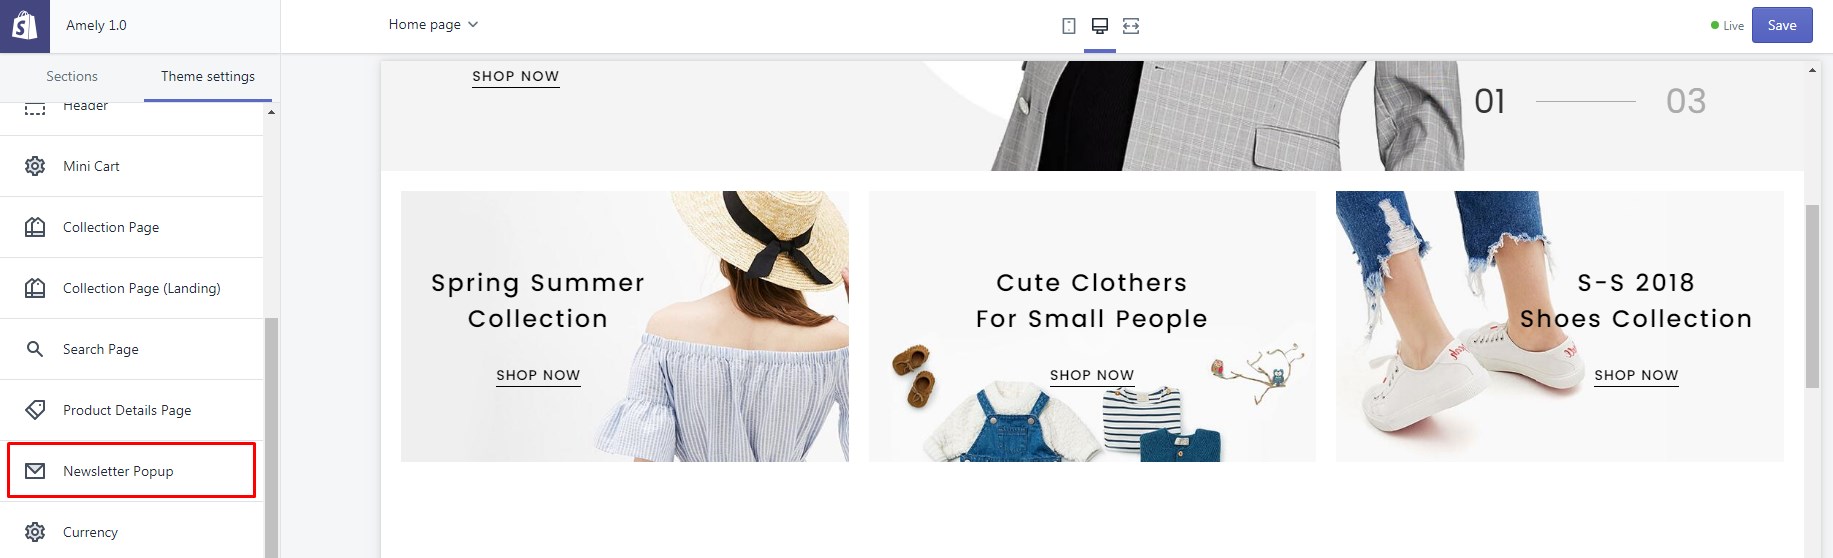 Amely 1.0
Home page
Live
Save
Sections
Theme settings
Header
Mini Cart
Collection Page
Collection Page (Landing)
Search Page
Product Details Page
Newsletter Popup
Currency
SHOP NOW
01
03
Spring Summer
Collection
SHOP NOW
Cute Clothers
For Small People
SHOP NOW
S-S 2018
Shoes Collection
SHOP NOW